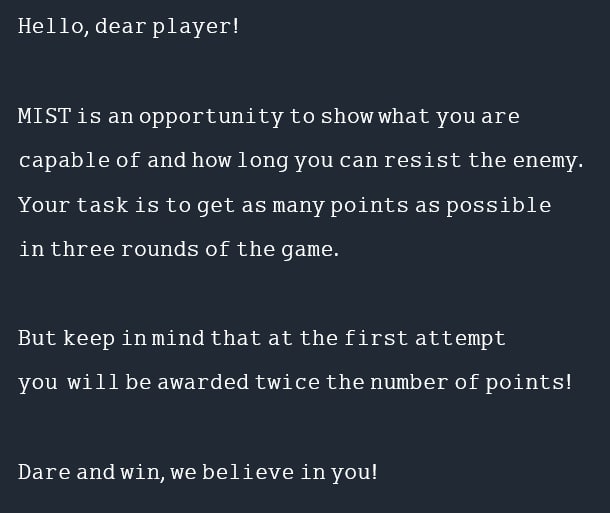 Hello, dear player!
MIST is an opportunity to show what you are
capable of and how long you can resist the enemy.
Your task is to get as many points as possible
in three rounds of the game.
But keep in mind that at the first attempt
you will be awarded twice the number of points!
Dare and win, we believe in you!